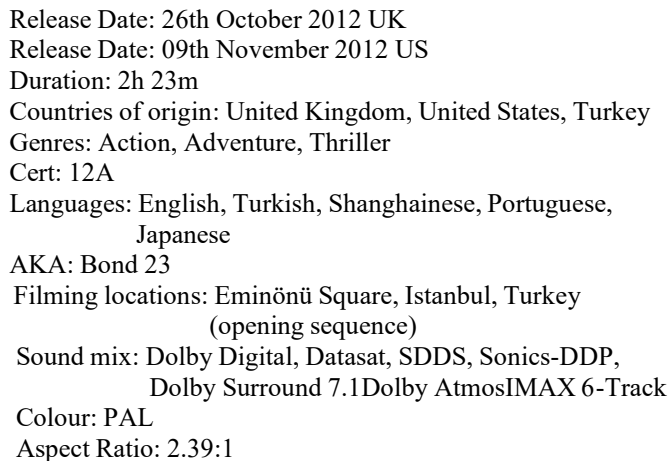 Release Date: 26th October 2012 UK
Release Date: 09th November 2012 US
Duration: 2h 23m
Countries of origin: United Kingdom, United States, Turkey
Genres: Action, Adventure, Thriller
Cert: 12A
Languages: English, Turkish, Shanghainese, Portuguese,
Japanese
AKA: Bond 23
Filming locations: Eminönü Square, Istanbul, Turkey
(opening sequence)
Sound mix: Dolby Digital, Datasat, SDDS, Sonics-DDP,
Dolby Surround 7.1Dolby AtmosIMAX 6-Track
Colour: PAL
Aspect Ratio: 2.39:1